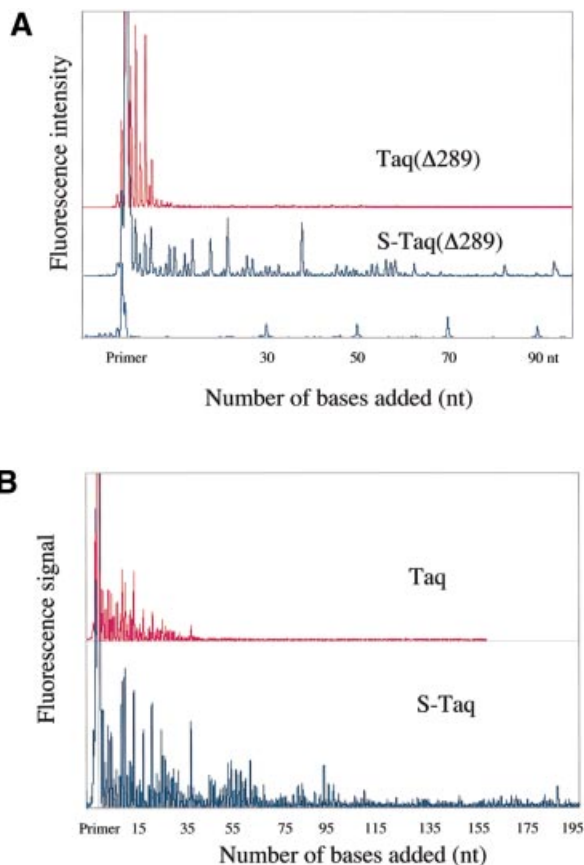 A
Fluorescence intensity
Taq(Δ289)
S-Taq(Δ289)
Primer 30 50 70 90 nt
Number of bases added (nt)
B
Fluorescence signal
Taq
S-Taq
Primer 15 35 55 75 95 115 135 155 175 195
Number of bases added (nt)